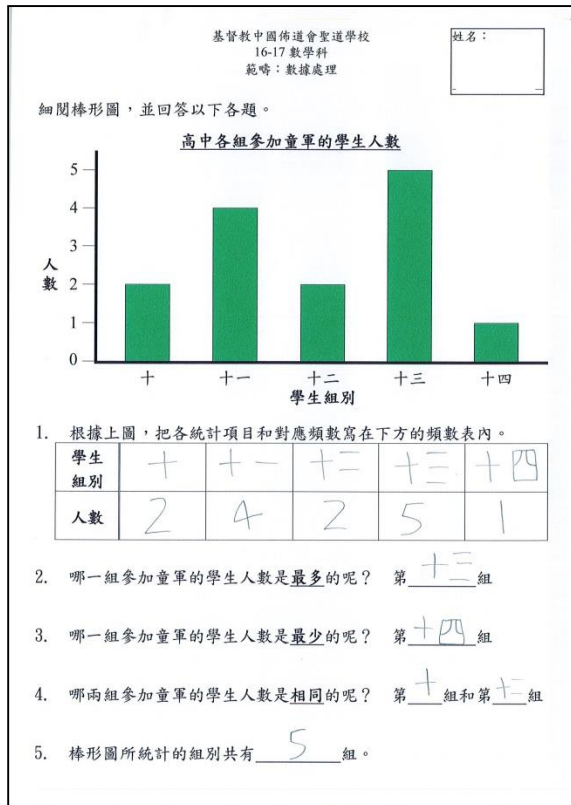 基督教中國佈道會聖道學校
16-17 數學科
範疇：數據處理
姓名：
細閱棒形圖，並回答以下各題。
高中各組參加童軍的學生人數
5
4
3
2
1
0
人數
十 十一 十二 十三 十四
學生組別
1. 根據上圖，把各統計項目和對應頻數寫在下方的頻數表內。
學生組別 十 十一 十二 十三 十四
人數 2 4 2 5 1
2. 哪一組參加童軍的學生人數是最多的呢？ 第十三組
3. 哪一組參加童軍的學生人數是最少的呢？ 第十四組
4. 哪兩組參加童軍的學生人數是相同的呢？ 第十組和第十二組
5. 棒形圖所統計的組別共有5組。